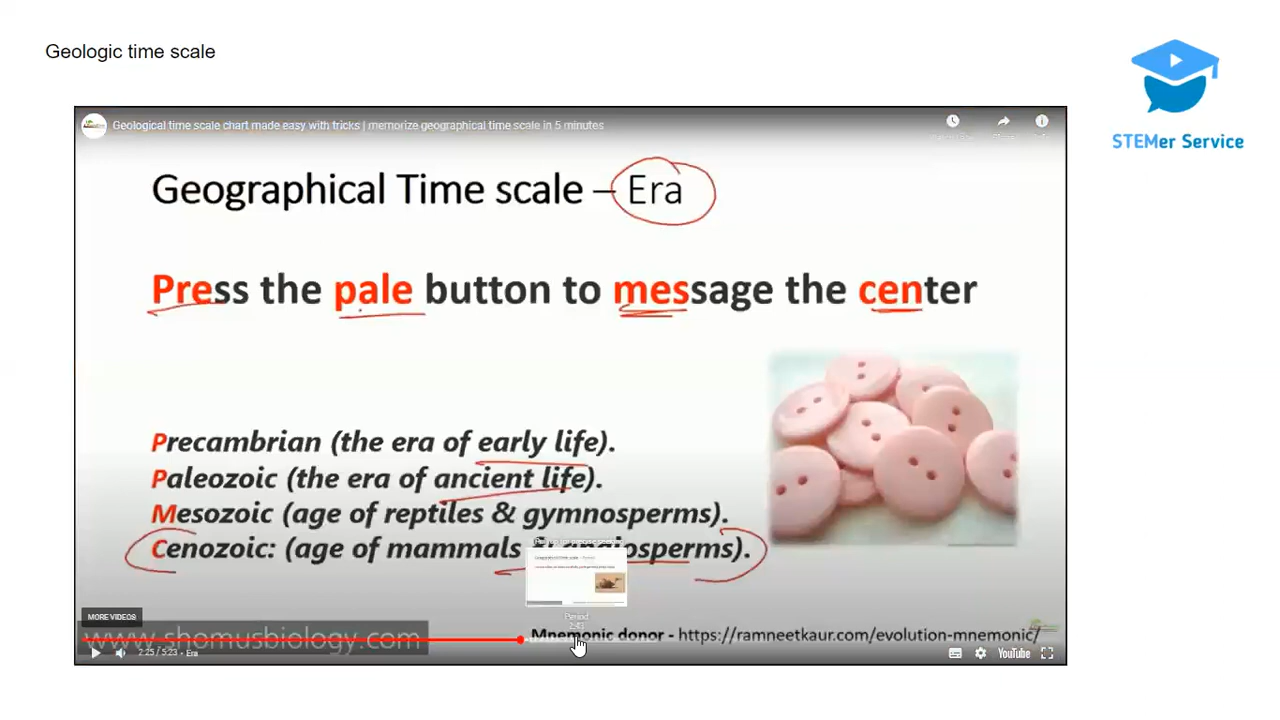 Geologic time scale
STEMer Service
Geological time scale chart made easy with tricks | memorize geographical time scale in 5 minutes
Geographical Time scale – Era
Press the pale button to message the center
Precambrian (the era of early life).
Paleozoic (the era of ancient life).
Mesozoic (age of reptiles & gymnosperms).
Cenozoic: (age of mammals
MORE VIDEOS
Period
2:43
www.shomusbiology.com
Mnemonic donor - https://ramneetkaur.com/evolution-mnemonic/
2:25 / 5:23 • Era
YouTube